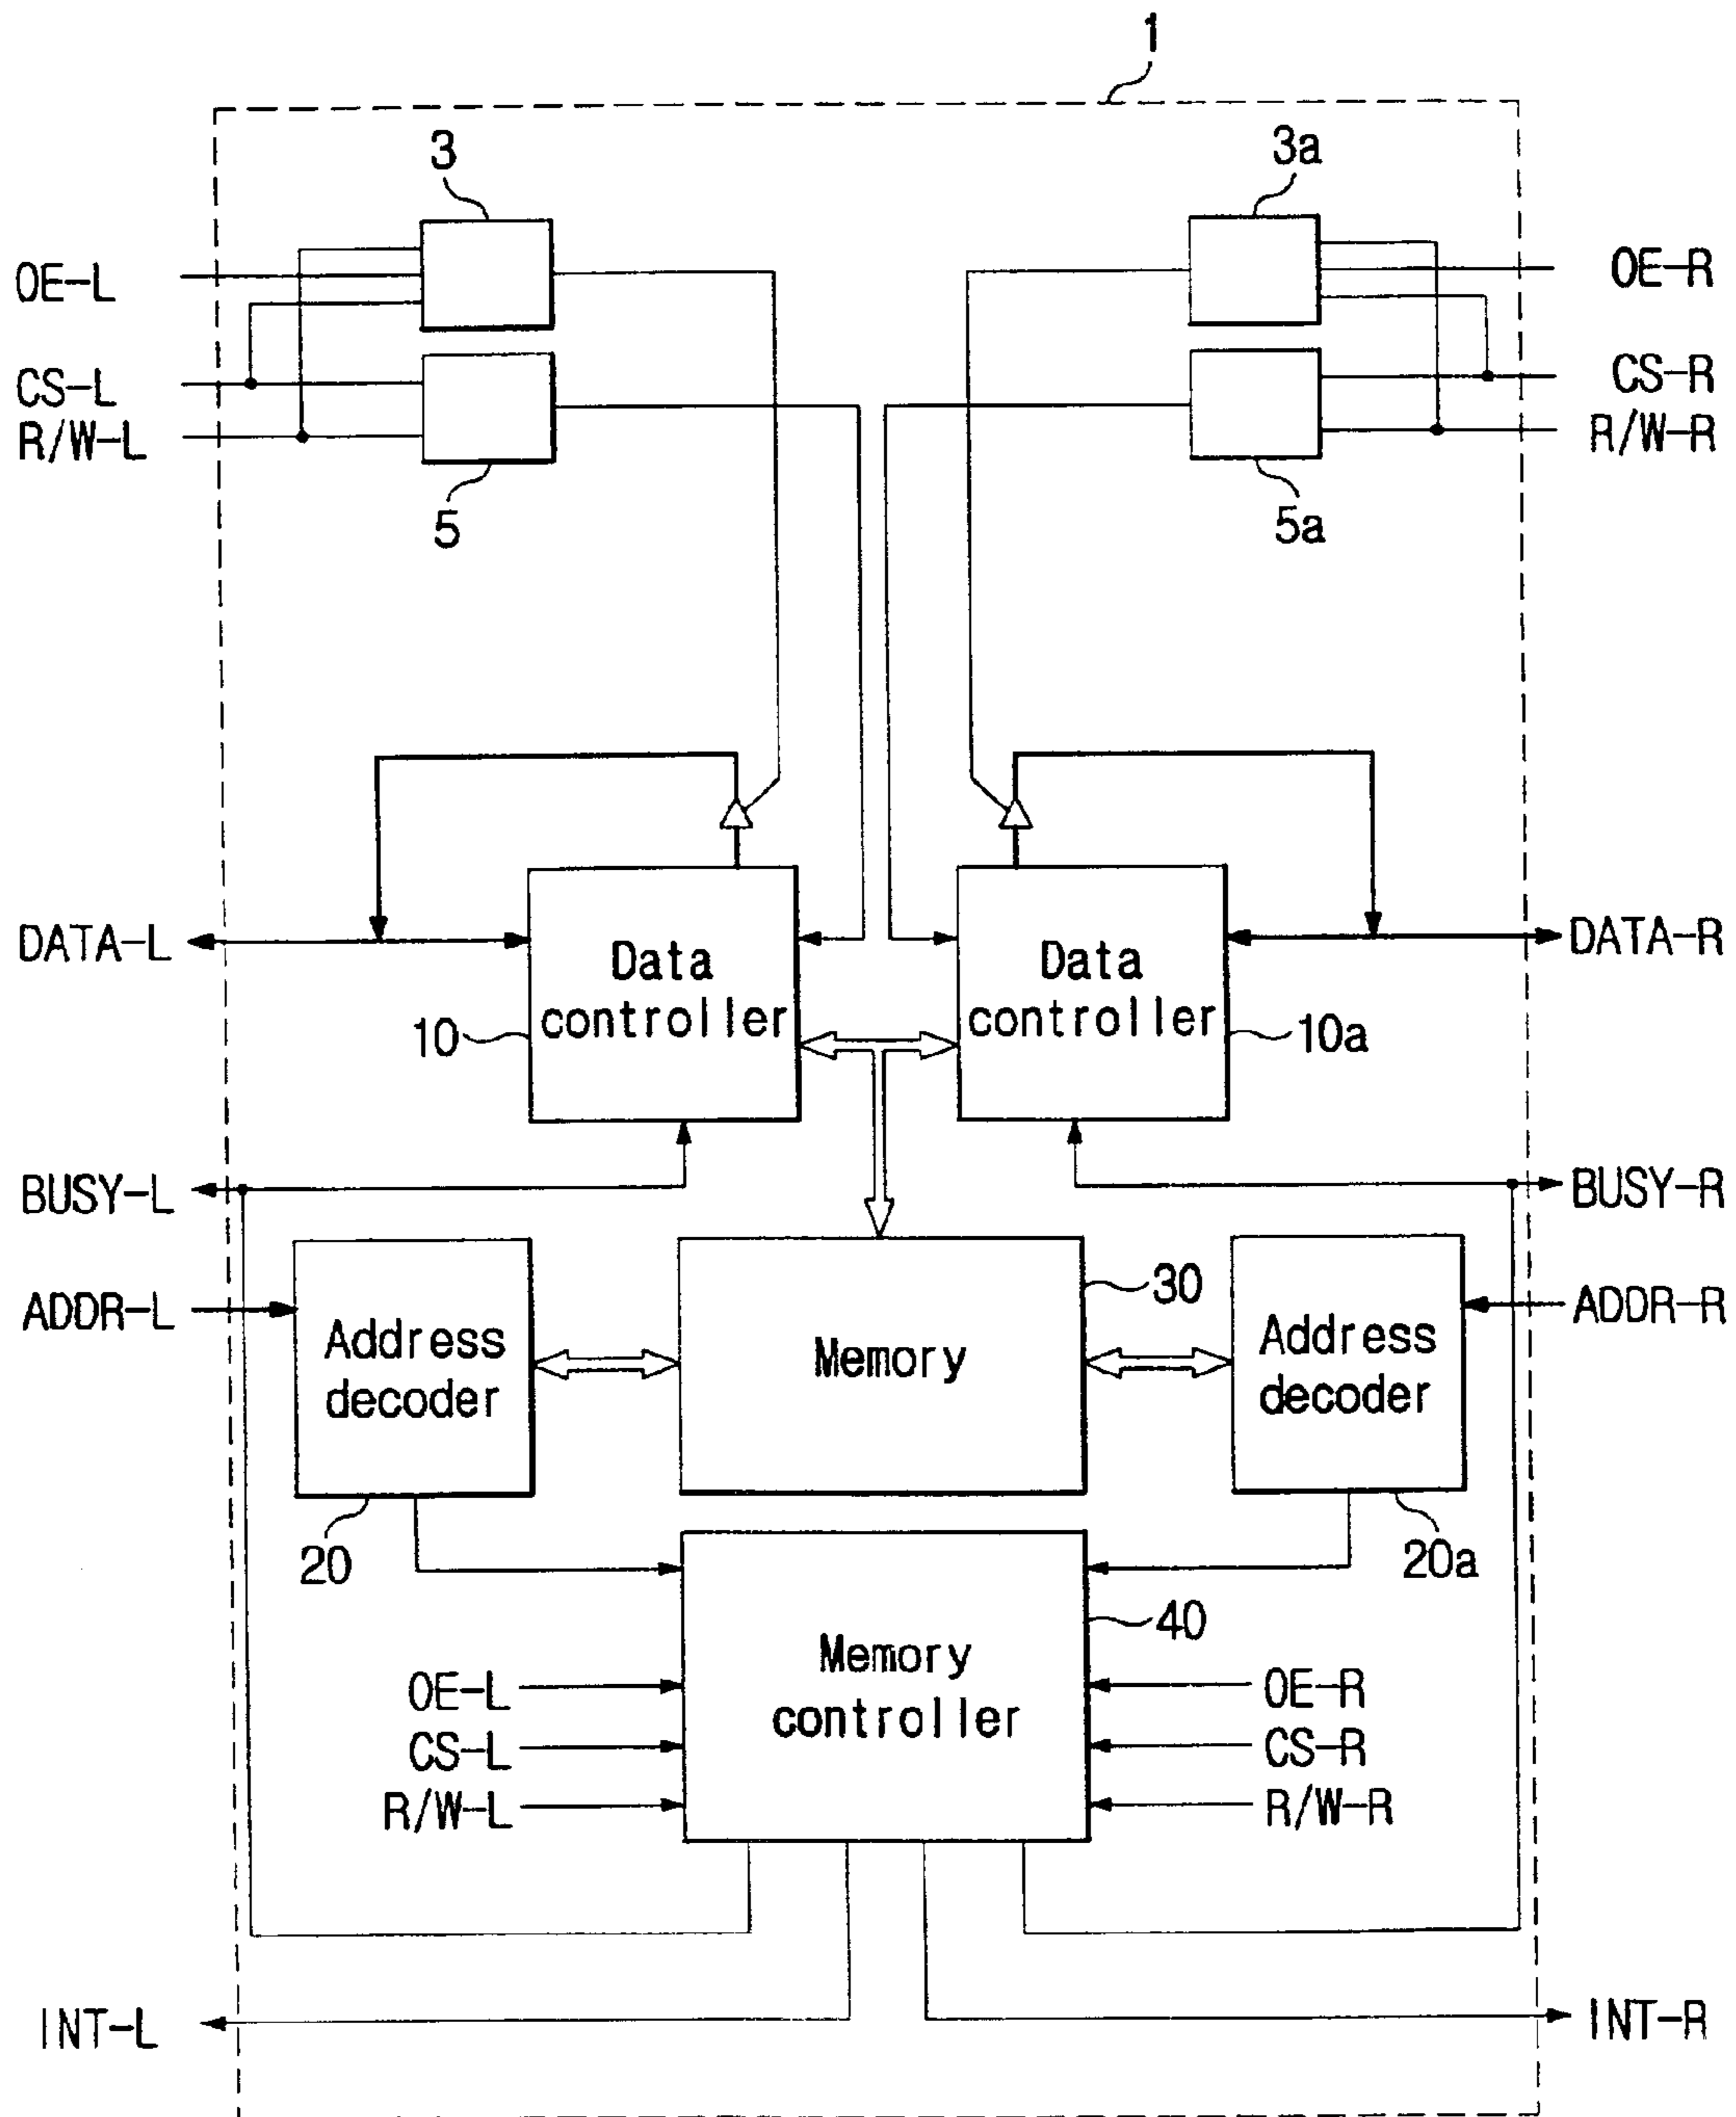 1
3
3a
OE-L
OE-R
CS-L
CS-R
R/W-L
R/W-R
5
5a
DATA-L
DATA-R
Data
controller
Data
controller
10
10a
BUSY-L
BUSY-R
30
ADDR-L
ADDR-R
Address
decoder
Memory
Address
decoder
20
20a
40
Memory
controller
OE-L
OE-R
CS-L
CS-R
R/W-L
R/W-R
INT-L
INT-R